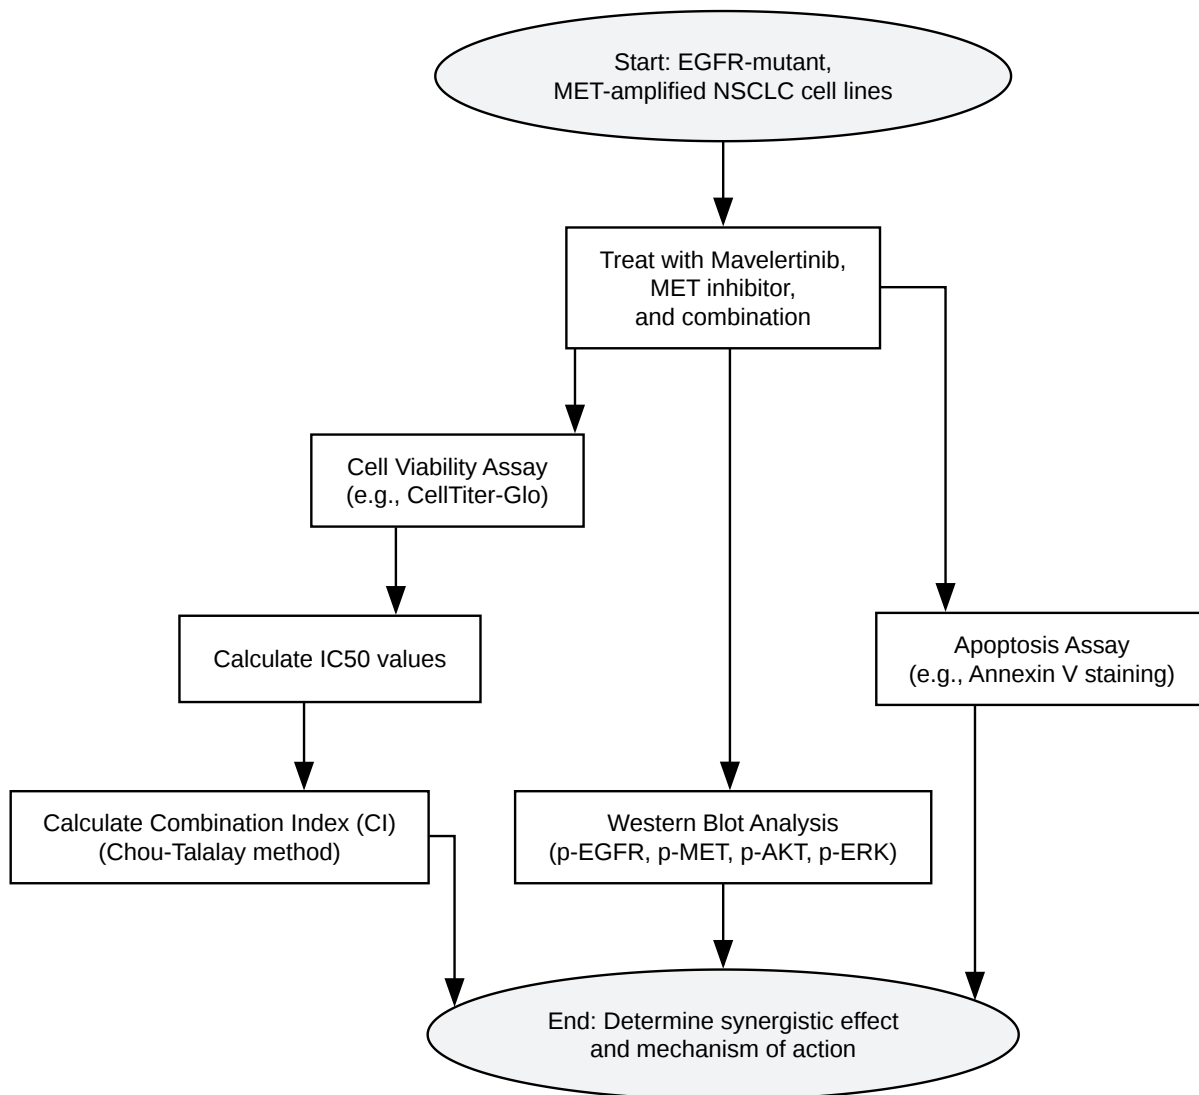 Start: EGFR-mutant,
MET-amplified NSCLC cell lines
Treat with Mavelertinib,
MET inhibitor,
and combination
Cell Viability Assay
(e.g., CellTiter-Glo)
Calculate IC50 values
Apoptosis Assay
(e.g., Annexin V staining)
Calculate Combination Index (CI)
(Chou-Talalay method)
Western Blot Analysis
(p-EGFR, p-MET, p-AKT, p-ERK)
End: Determine synergistic effect
and mechanism of action